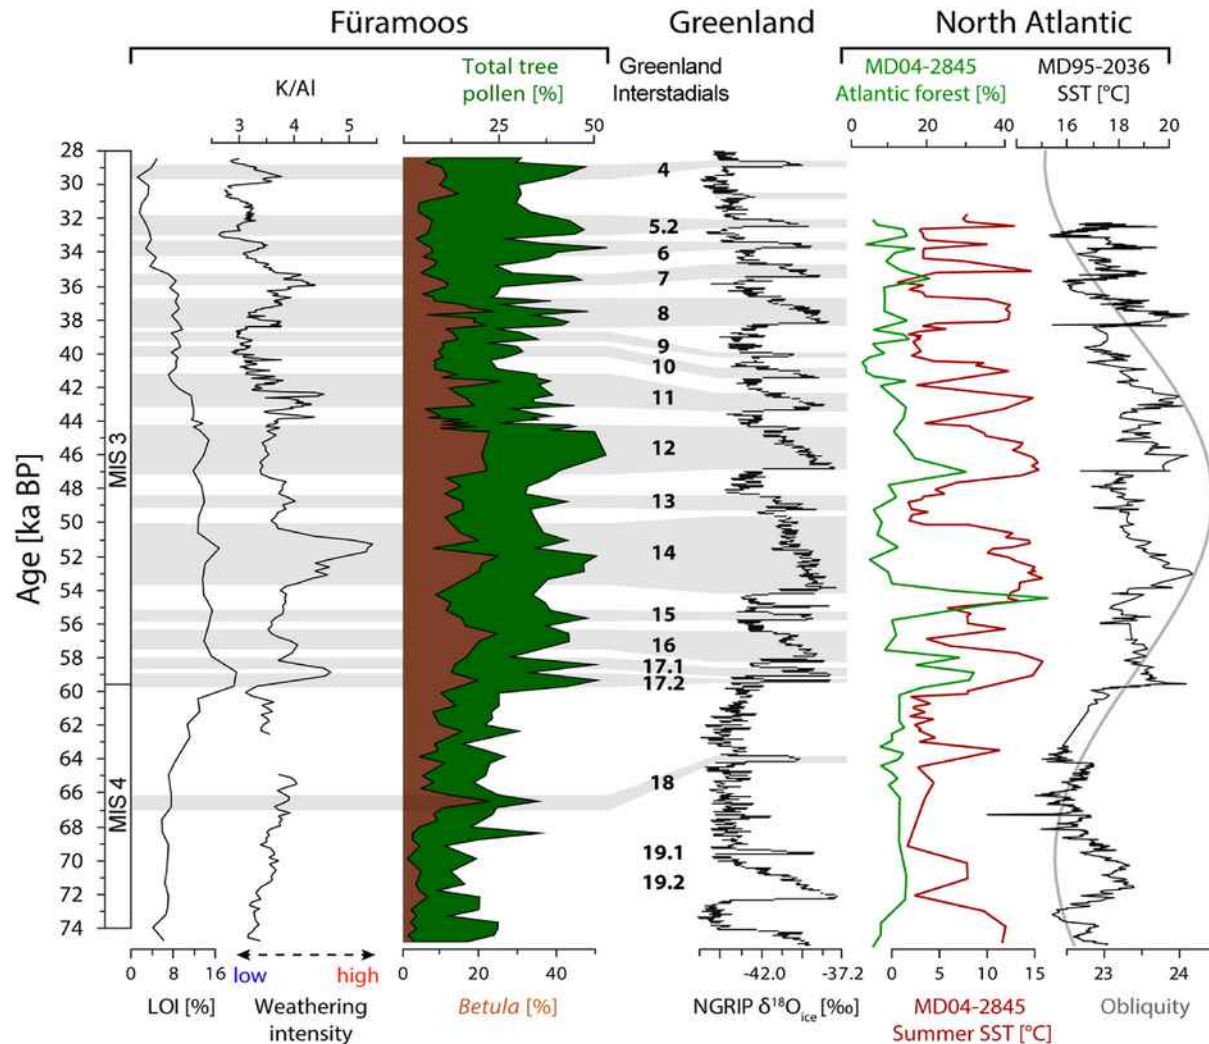 Füramoos
Greenland
North Atlantic
K/Al
Total tree
pollen [%]
Greenland
Interstadials
MD04-2845
Atlantic forest [%]
MD95-2036
SST [°C]
3 4 5
0 25 50
0 20 40
16 18 20
28
30
32
34
36
38
40
42
44
46
48
50
52
54
56
58
60
62
64
66
68
70
72
74
Age [ka BP]
MIS 3
MIS 4
4
5.2
6
7
8
9
10
11
12
13
14
15
16
17.1
17.2
18
19.1
19.2
0 8 16
low high
0 20 40
-42.0 -37.2
0 5 10 15
23 24
LOI [%]
Weathering
intensity
Betula [%]
NGRIP δ¹⁸Oice [‰]
MD04-2845
Summer SST [°C]
Obliquity